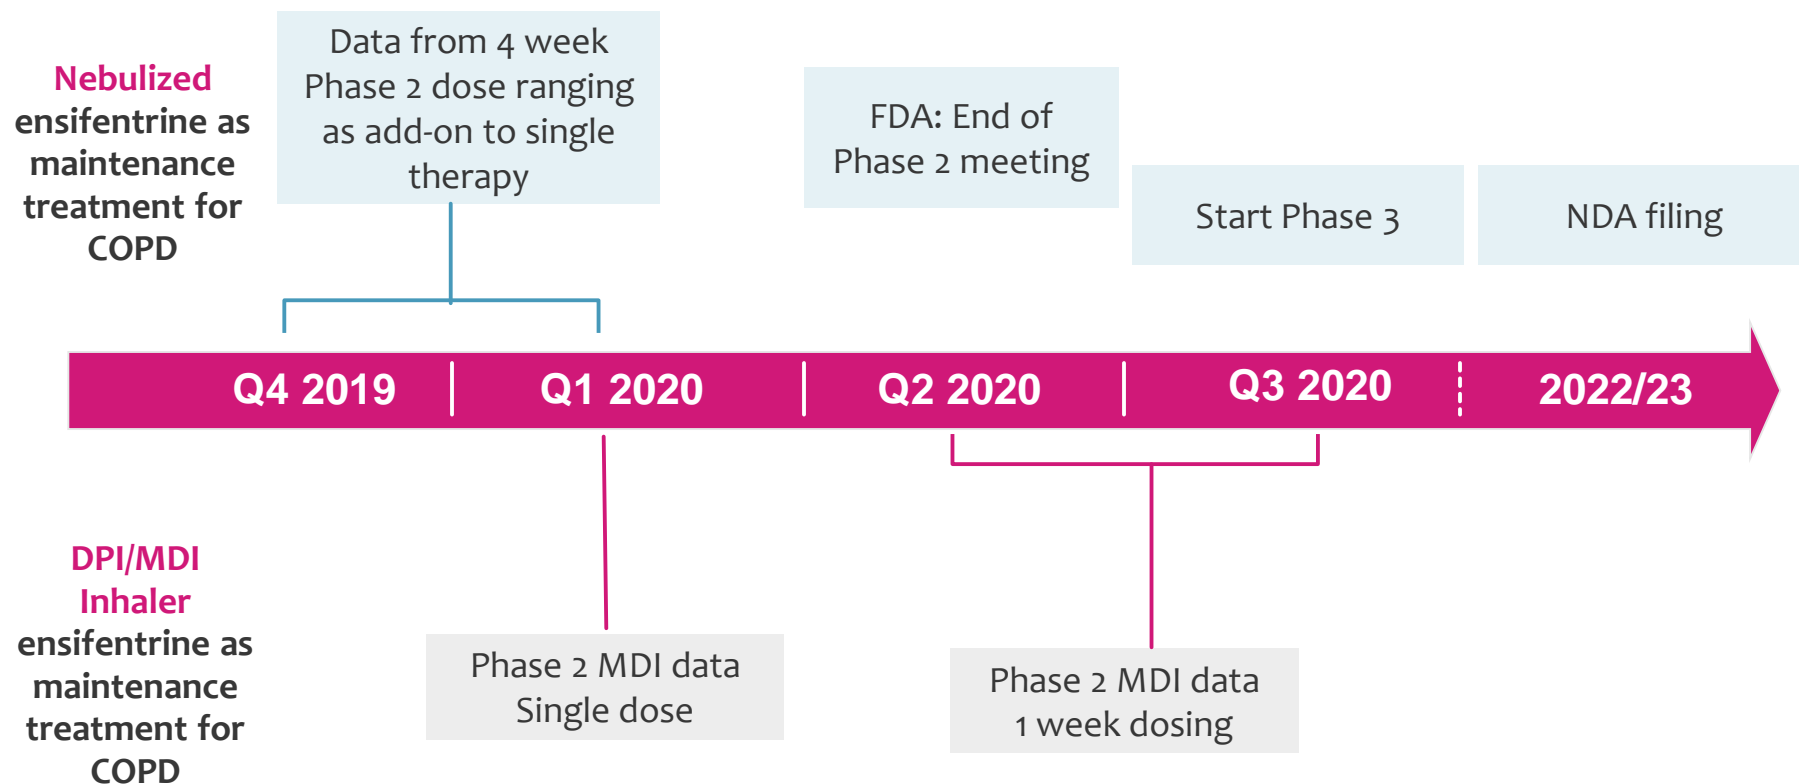 Nebulized
ensifentrine as
maintenance
treatment for
COPD
Data from 4 week
Phase 2 dose ranging
as add-on to single
therapy
FDA: End of
Phase 2 meeting
Start Phase 3
NDA filing
Q4 2019
Q1 2020
Q2 2020
Q3 2020
2022/23
DPI/MDI
Inhaler
ensifentrine as
maintenance
treatment for
COPD
Phase 2 MDI data
Single dose
Phase 2 MDI data
1 week dosing